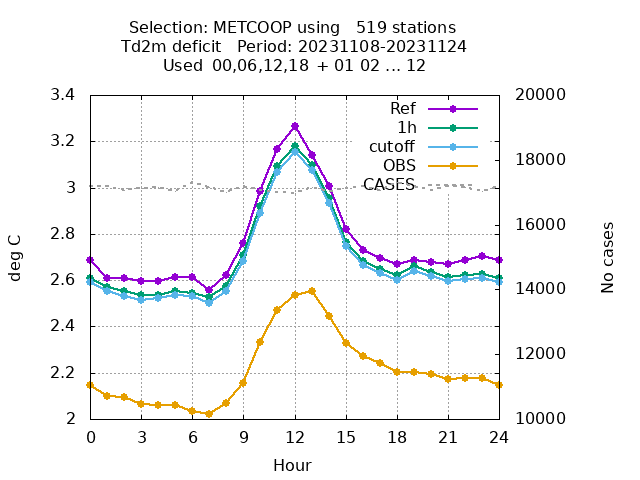 Selection: METCOOP using   519 stations
Td2m deficit   Period: 20231108-20231124
Used  00,06,12,18  + 01 02 ... 12
3.4
3.2
3
2.8
2.6
2.4
2.2
2
20000
18000
16000
14000
12000
10000
Ref
1h
cutoff
OBS
CASES
deg C
No cases
0 3 6 9 12 15 18 21 24
Hour